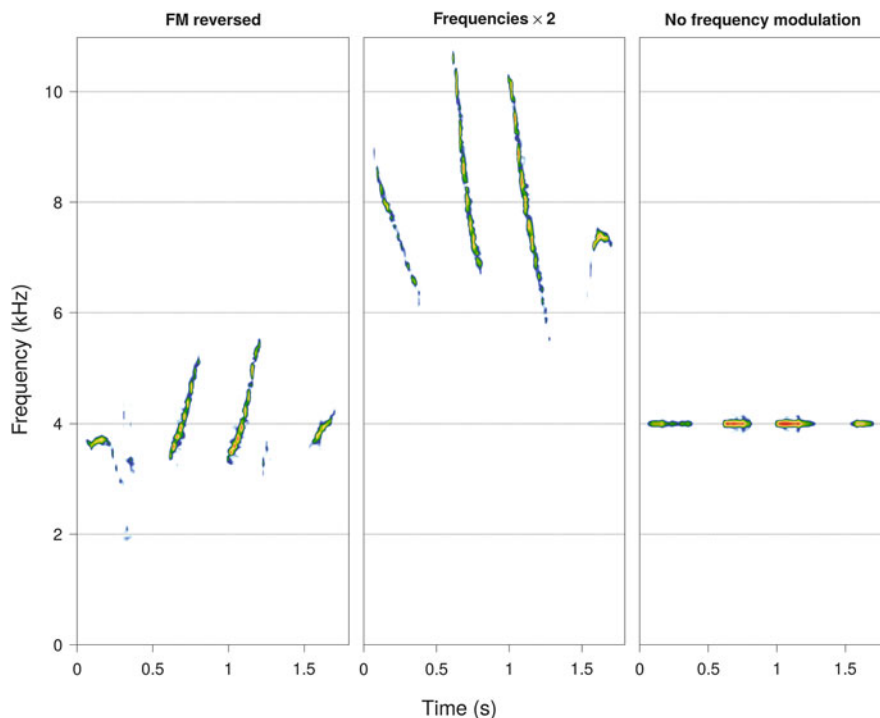 FM reversed
Frequencies × 2
No frequency modulation
Frequency (kHz)
10
8
6
4
2
0
0 0.5 1 1.5
0 0.5 1 1.5
0 0.5 1 1.5
Time (s)